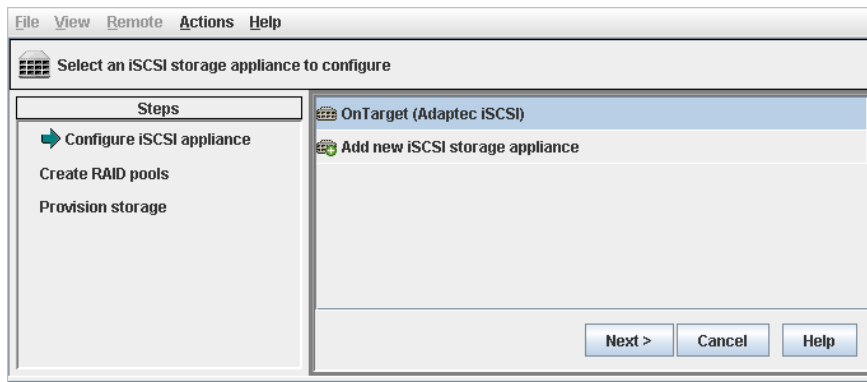 File View Remote Actions Help
Select an iSCSI storage appliance to configure
Steps
Configure iSCSI appliance
Create RAID pools
Provision storage
OnTarget (Adaptec iSCSI)
Add new iSCSI storage appliance
Next > Cancel Help